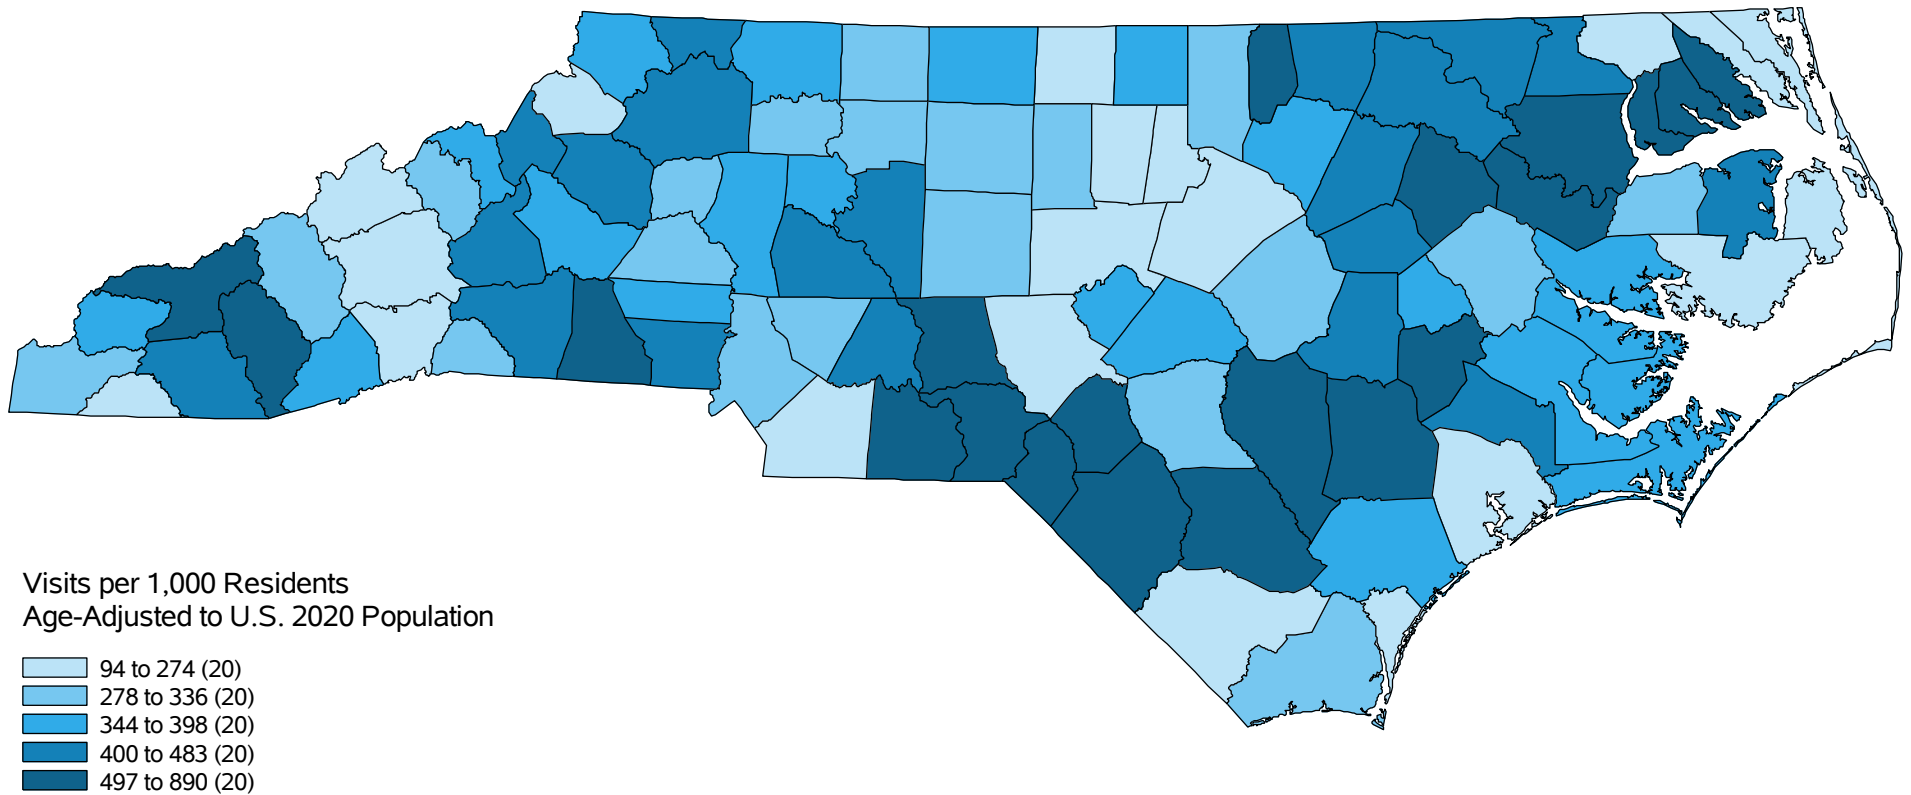 Visits per 1,000 Residents
Age-Adjusted to U.S. 2020 Population
94 to 274 (20)
278 to 336 (20)
344 to 398 (20)
400 to 483 (20)
497 to 890 (20)